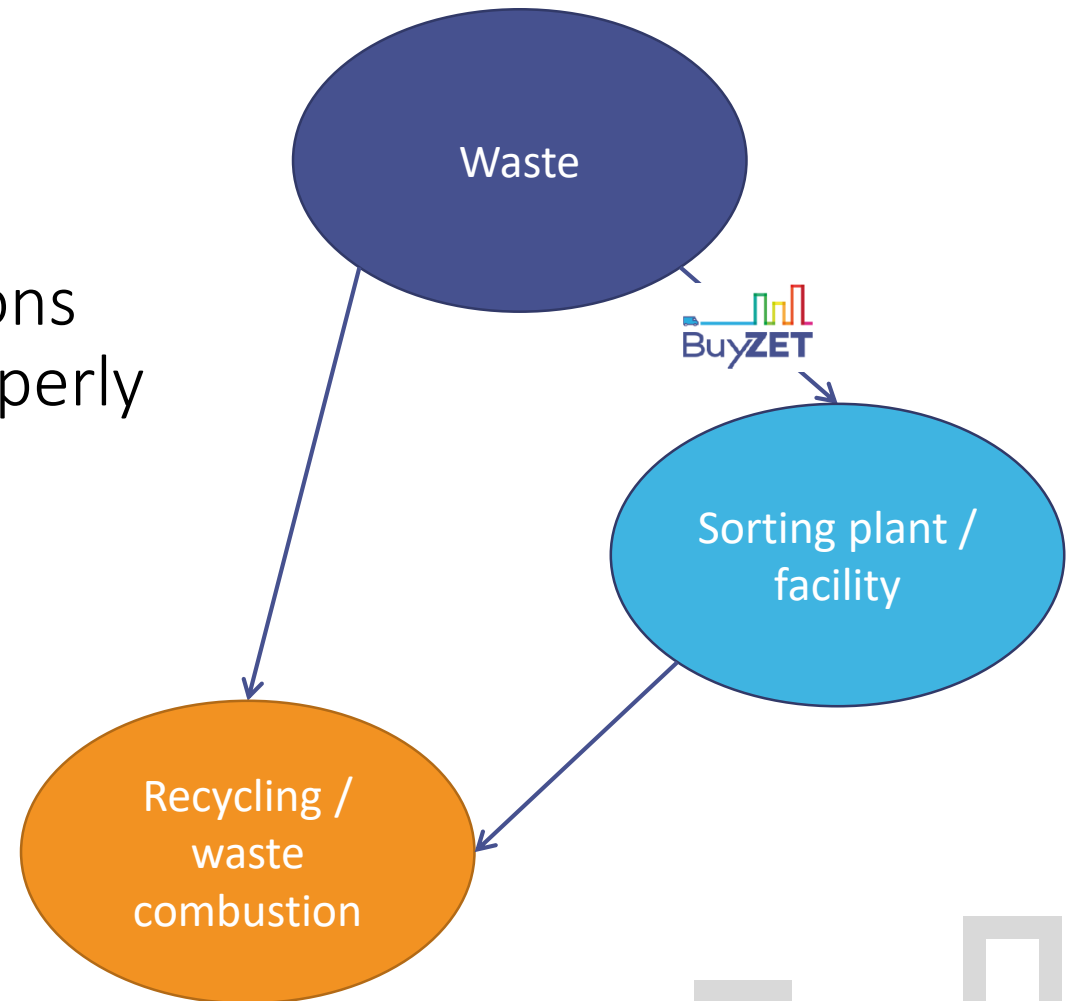 Waste
BuyZET
Sorting plant /
facility
Recycling /
waste
combustion